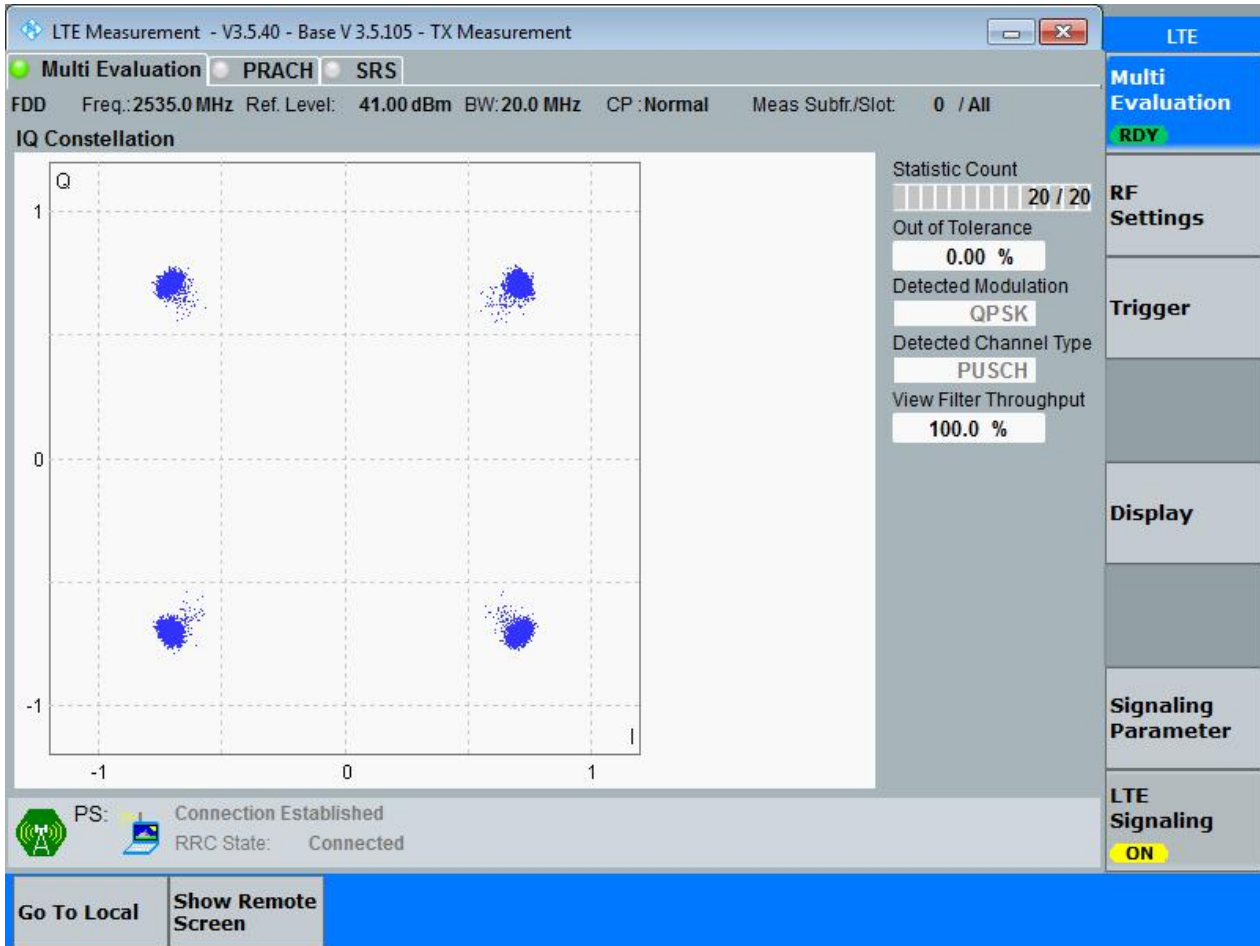 LTE Measurement - V3.5.40 - Base V 3.5.105 - TX Measurement
LTE
Multi Evaluation PRACH SRS
FDD Freq.: 2535.0 MHz Ref. Level: 41.00 dBm BW: 20.0 MHz CP : Normal Meas Subfr./Slot: 0 / All
IQ Constellation
Q
1
0
-1
I
-1 0 1
Statistic Count
20 / 20
Out of Tolerance
0.00 %
Detected Modulation
QPSK
Detected Channel Type
PUSCH
View Filter Throughput
100.0 %
Multi
Evaluation
RDY
RF
Settings
Trigger
Display
Signaling
Parameter
LTE
Signaling
ON
PS: Connection Established
RRC State: Connected
Go To Local
Show Remote
Screen